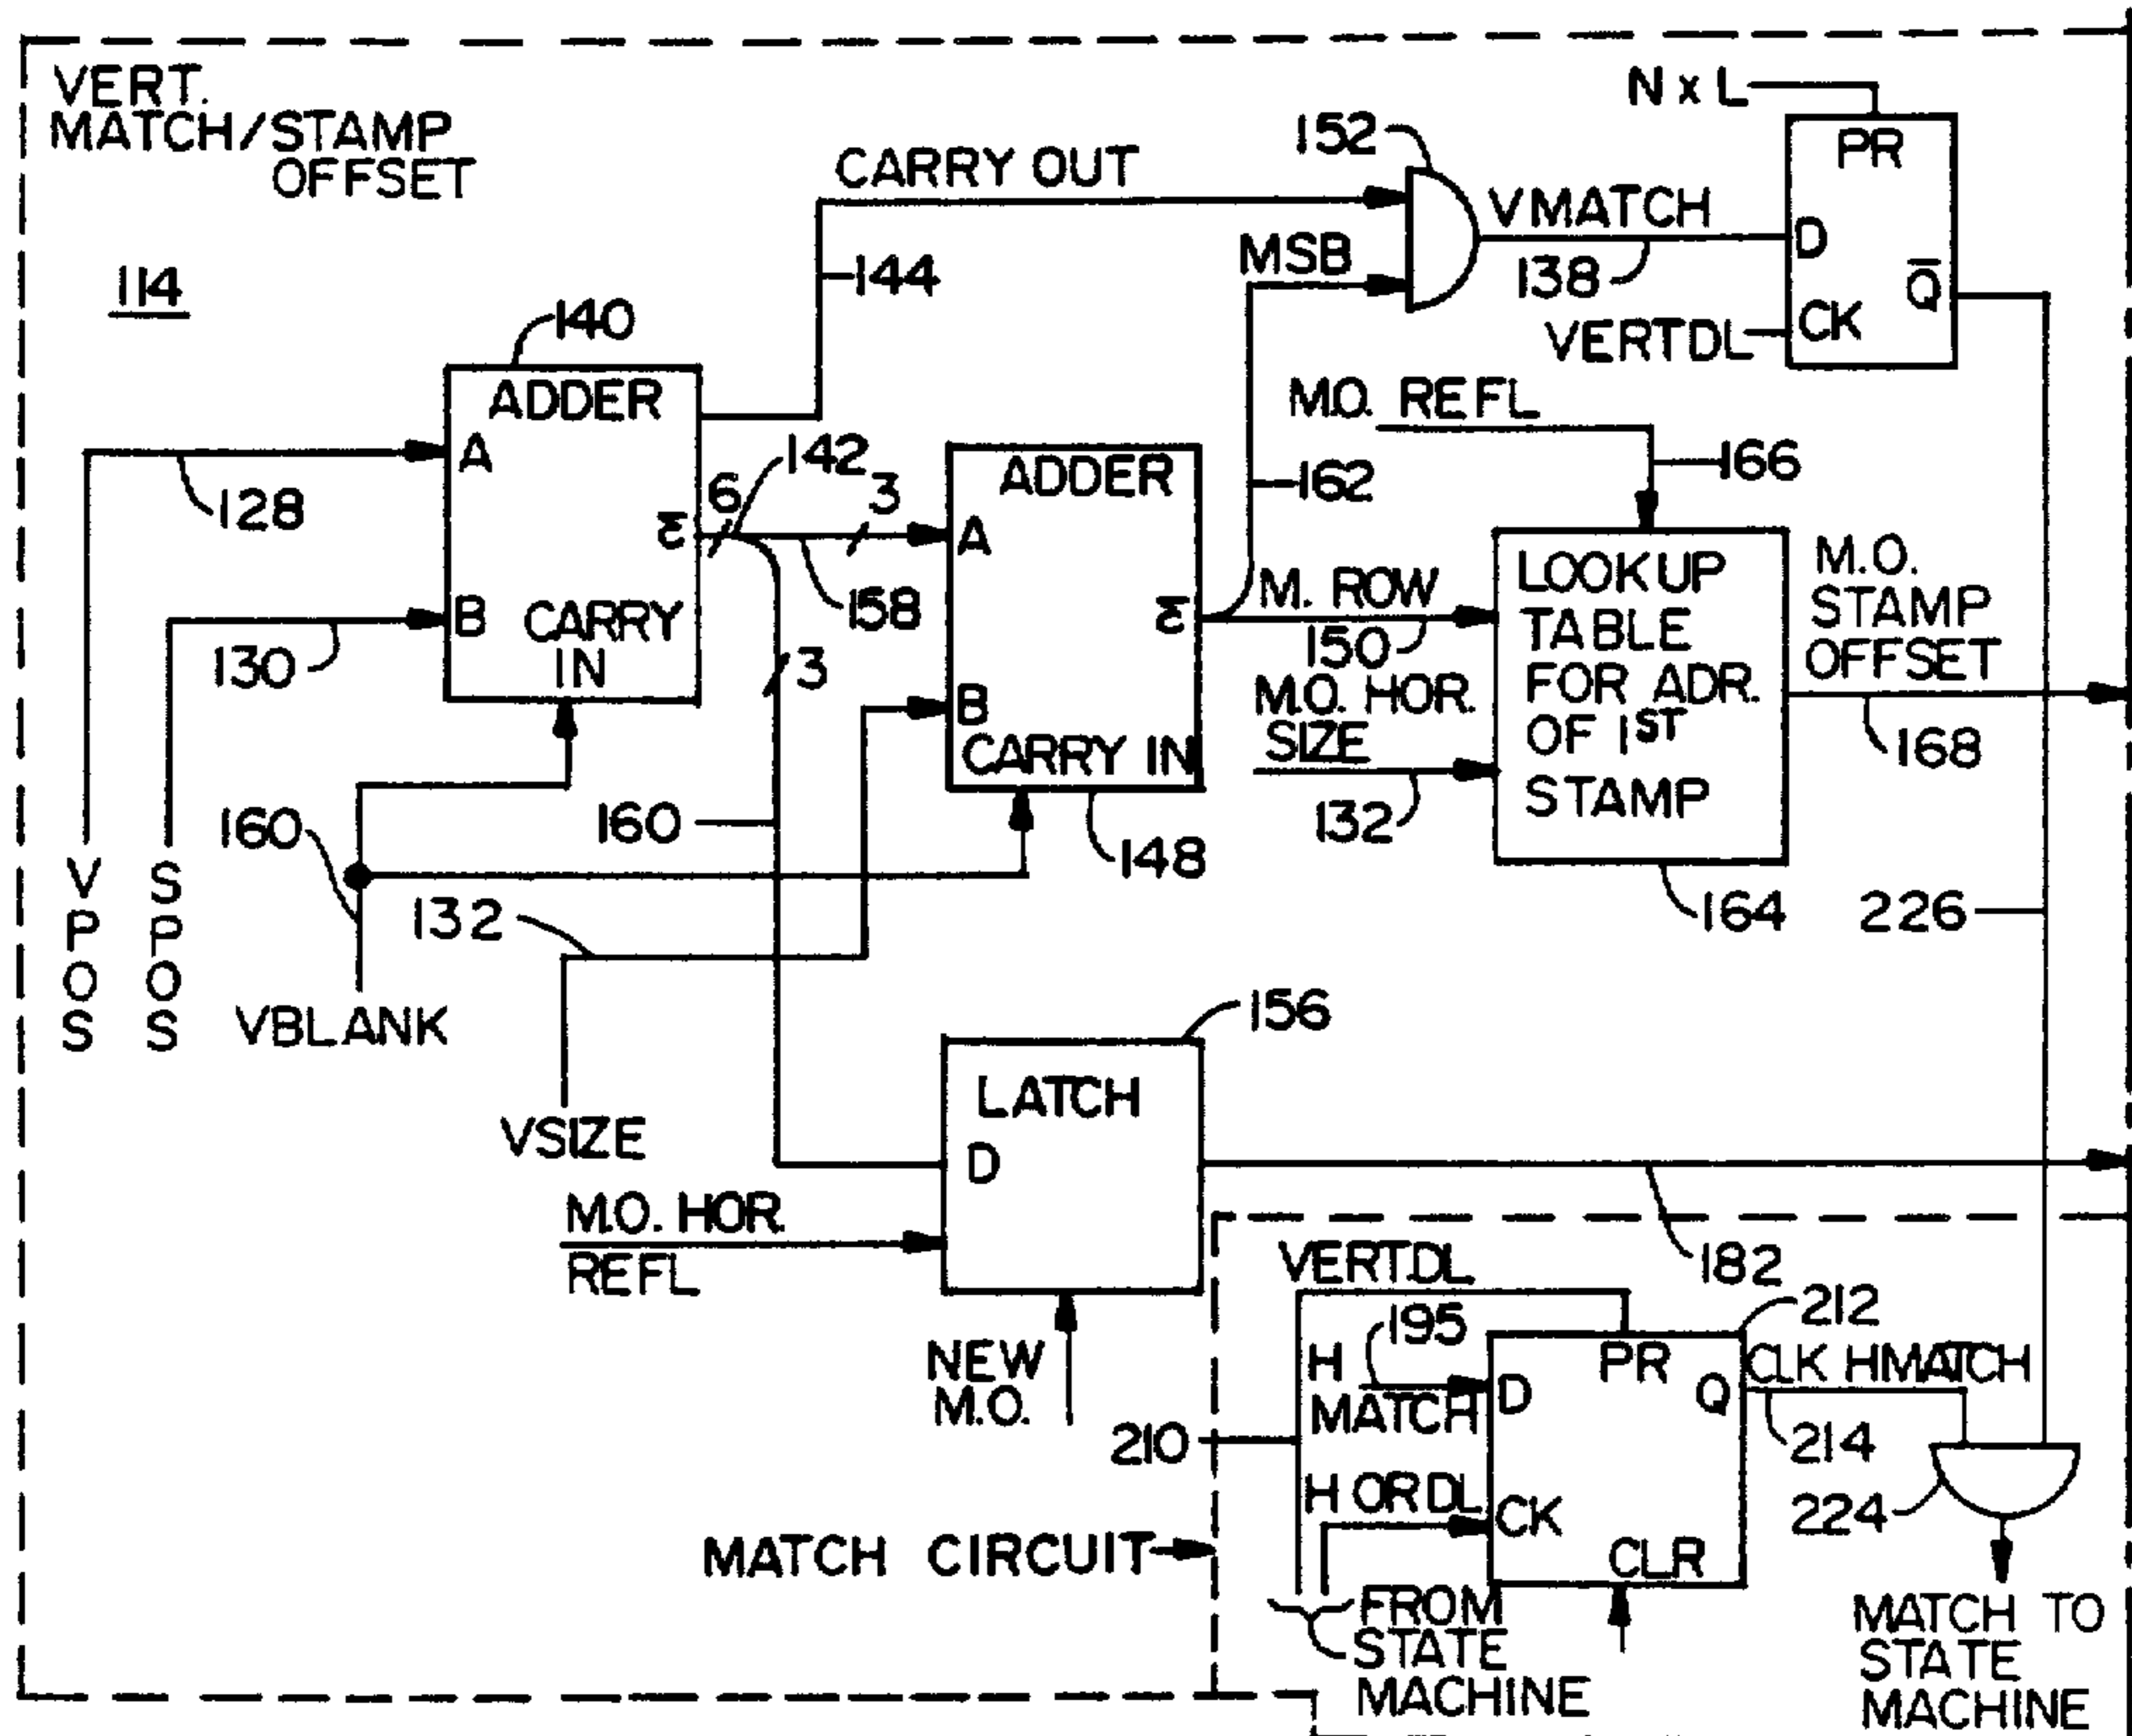 VERT.
MATCH/STAMP
OFFSET
114
N x L
PR
D
Q̅
CK
152
CARRY OUT
MSB
VMATCH
138
VERTDL
144
140
ADDER
A
B
CARRY
IN
Σ̅
128
130
6
142
3
158
3
ADDER
A
B
CARRY IN
Σ̅
148
162
M.O. REFL
166
M. ROW
150
M.O. HOR.
SIZE
132
LOOKUP
TABLE
FOR ADR.
OF 1ST
STAMP
164
M.O.
STAMP
OFFSET
168
226
VPOS
SPOS
160
VBLANK
160
132
VSIZE
156
LATCH
D
M.O. HOR.
REFL
NEW
M.O.
182
VERTDL
195
H
MATCH
210
H ORDL
212
PR
D
Q
CK
CLR
CLK HMATCH
214
224
MATCH CIRCUIT
FROM
STATE
MACHINE
MATCH TO
STATE
MACHINE